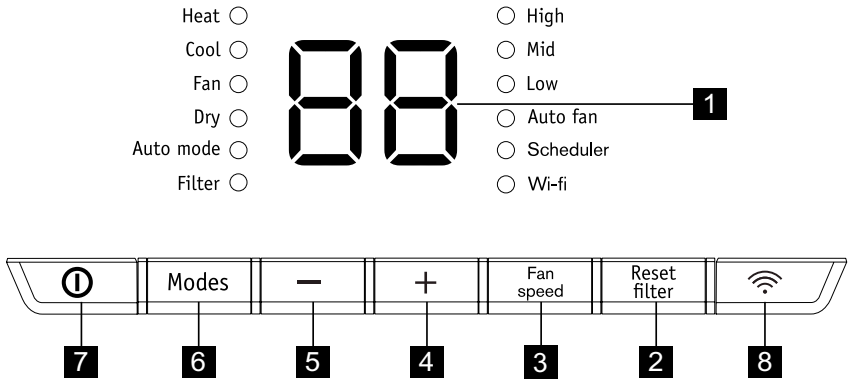 Heat
High
Cool
Mid
Fan
Low
Dry
Auto fan
Auto mode
Scheduler
Filter
Wi-fi
88
1
Modes
−
+
Fan
speed
Reset
filter
7
6
5
4
3
2
8